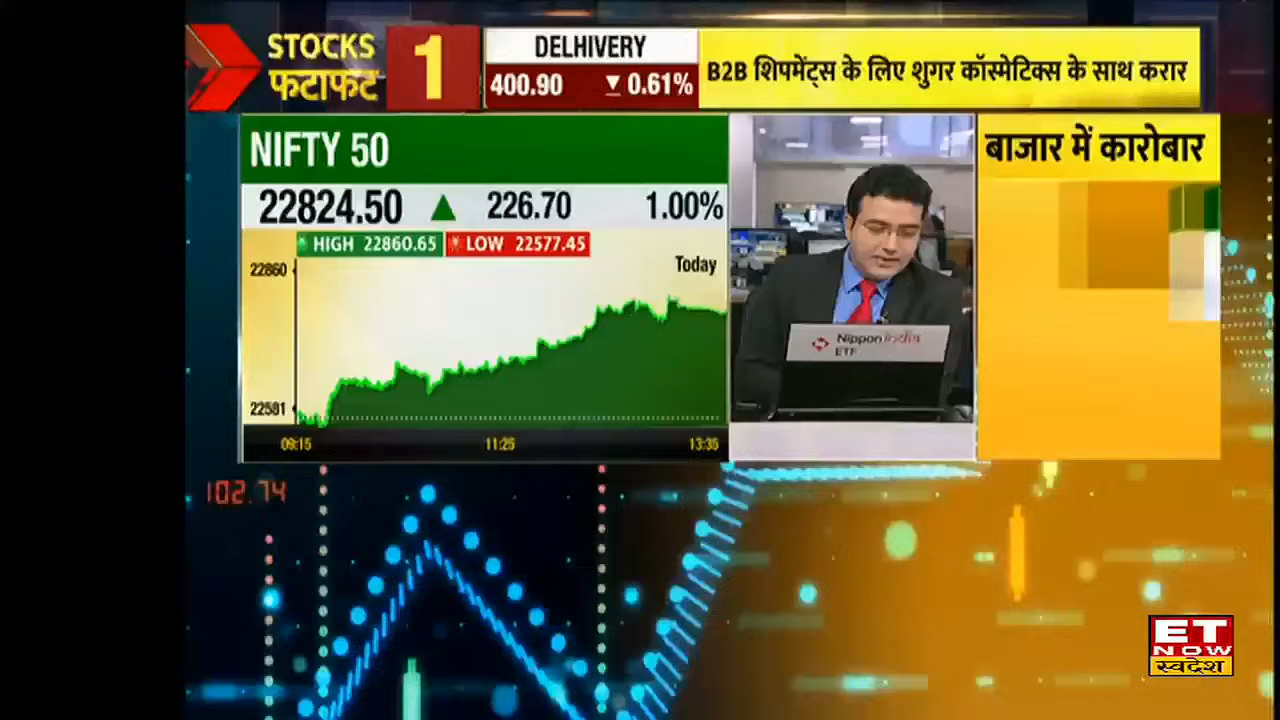 STOCKS
फटाफट
1
DELHIVERY
400.90 ▼ 0.61%
B2B शिपमेंट्स के लिए शुगर कॉस्मेटिक्स के साथ करार
NIFTY 50
22824.50 ▲ 226.70 1.00%
HIGH 22860.65 LOW 22577.45
Today
22860
22581
09:15 11:25 13:35
Nippon India
ETF
बाजार में कारोबार
102.74
ET
NOW
स्वदेश